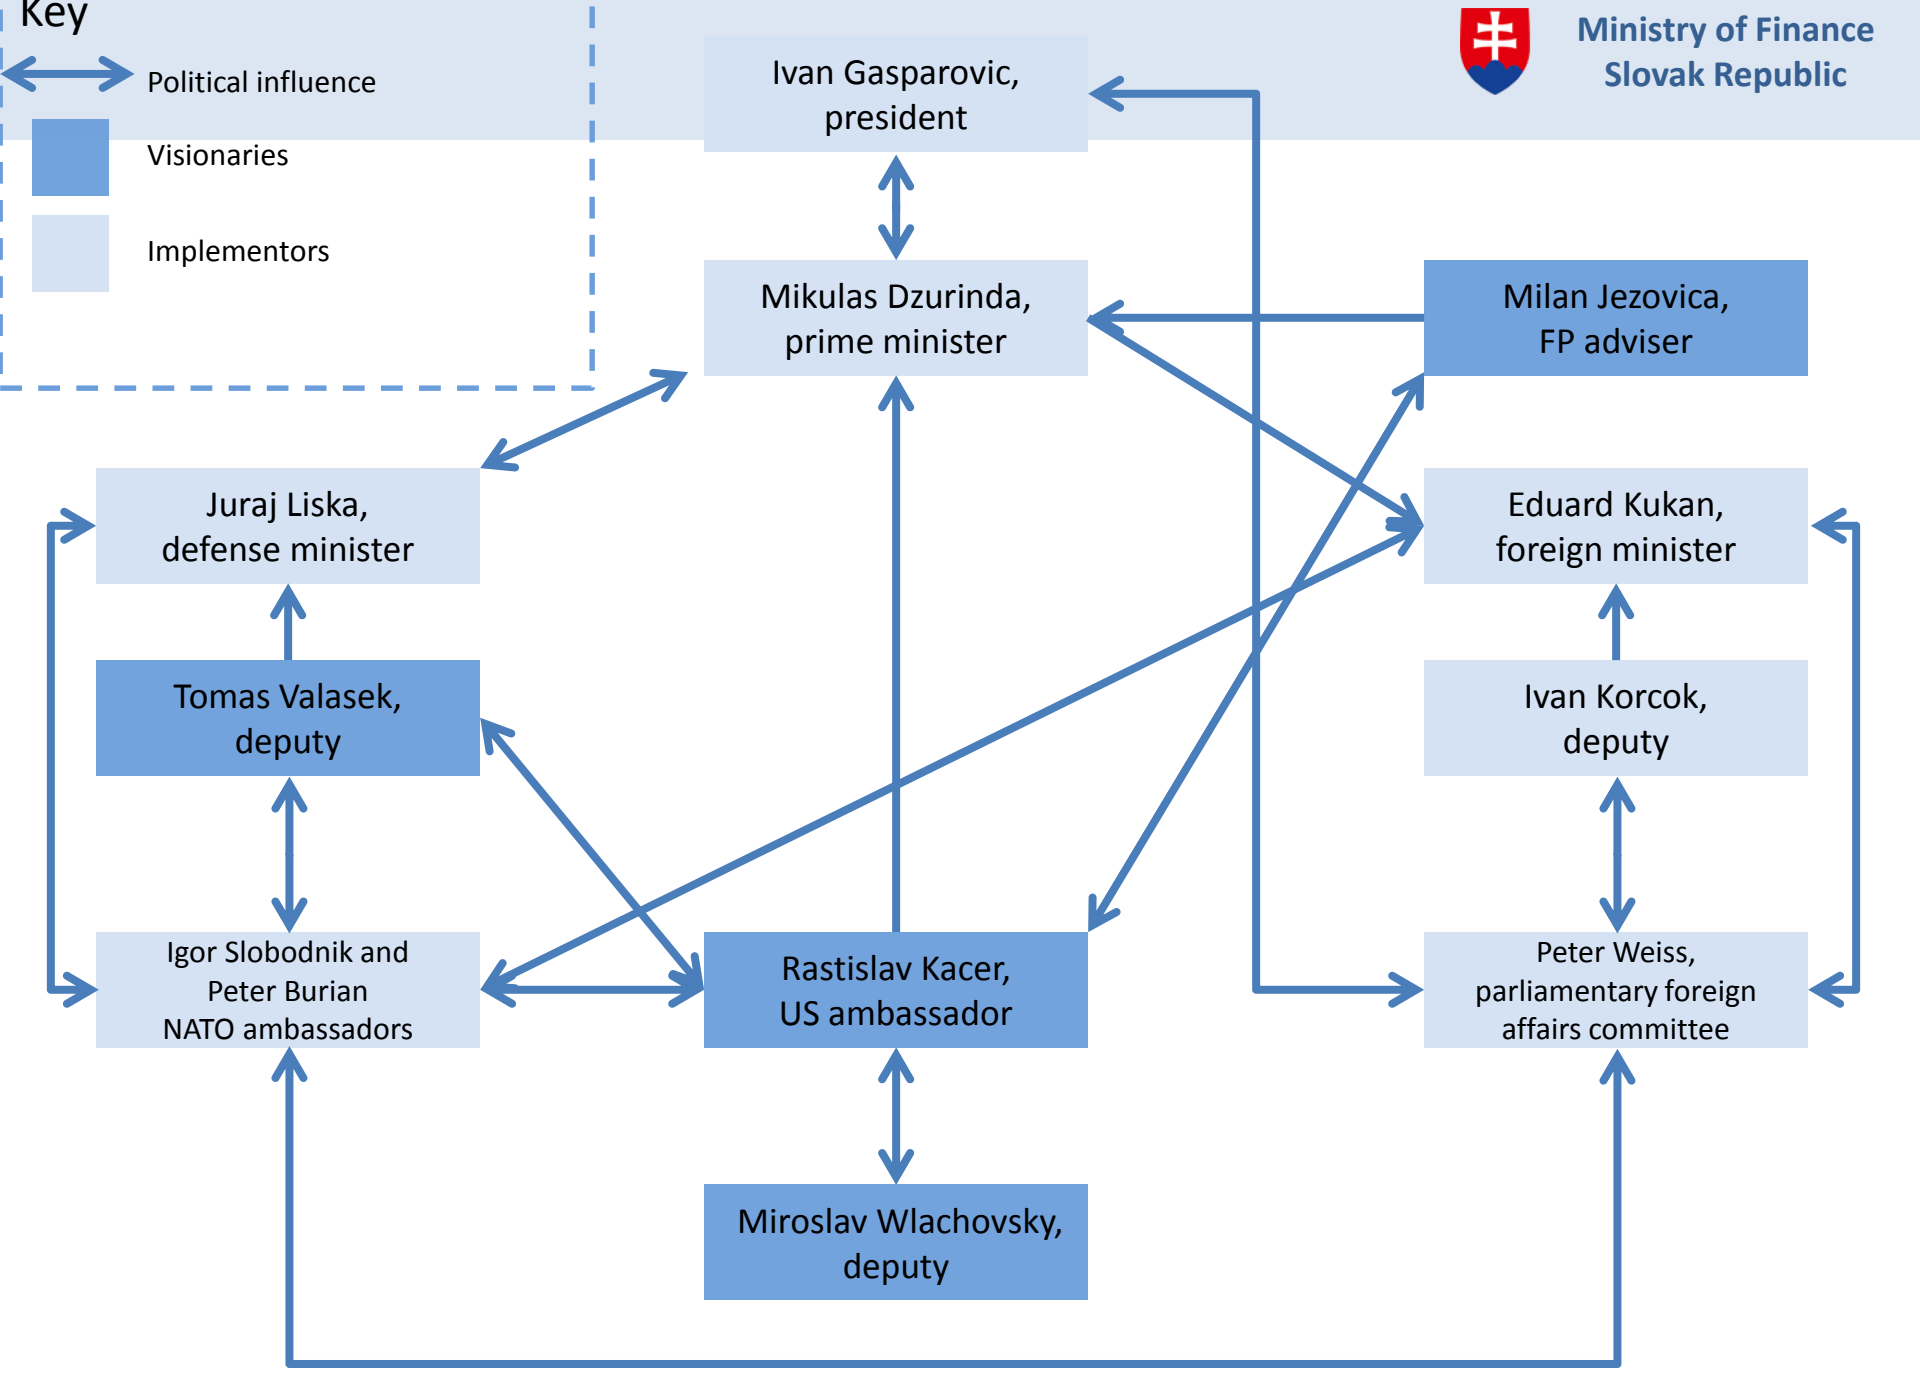 Key
Political influence
Visionaries
Implementors
Ministry of Finance
Slovak Republic
Ivan Gasparovic,
president
Mikulas Dzurinda,
prime minister
Milan Jezovica,
FP adviser
Juraj Liska,
defense minister
Eduard Kukan,
foreign minister
Tomas Valasek,
deputy
Ivan Korcok,
deputy
Igor Slobodnik and
Peter Burian
NATO ambassadors
Rastislav Kacer,
US ambassador
Peter Weiss,
parliamentary foreign
affairs committee
Miroslav Wlachovsky,
deputy